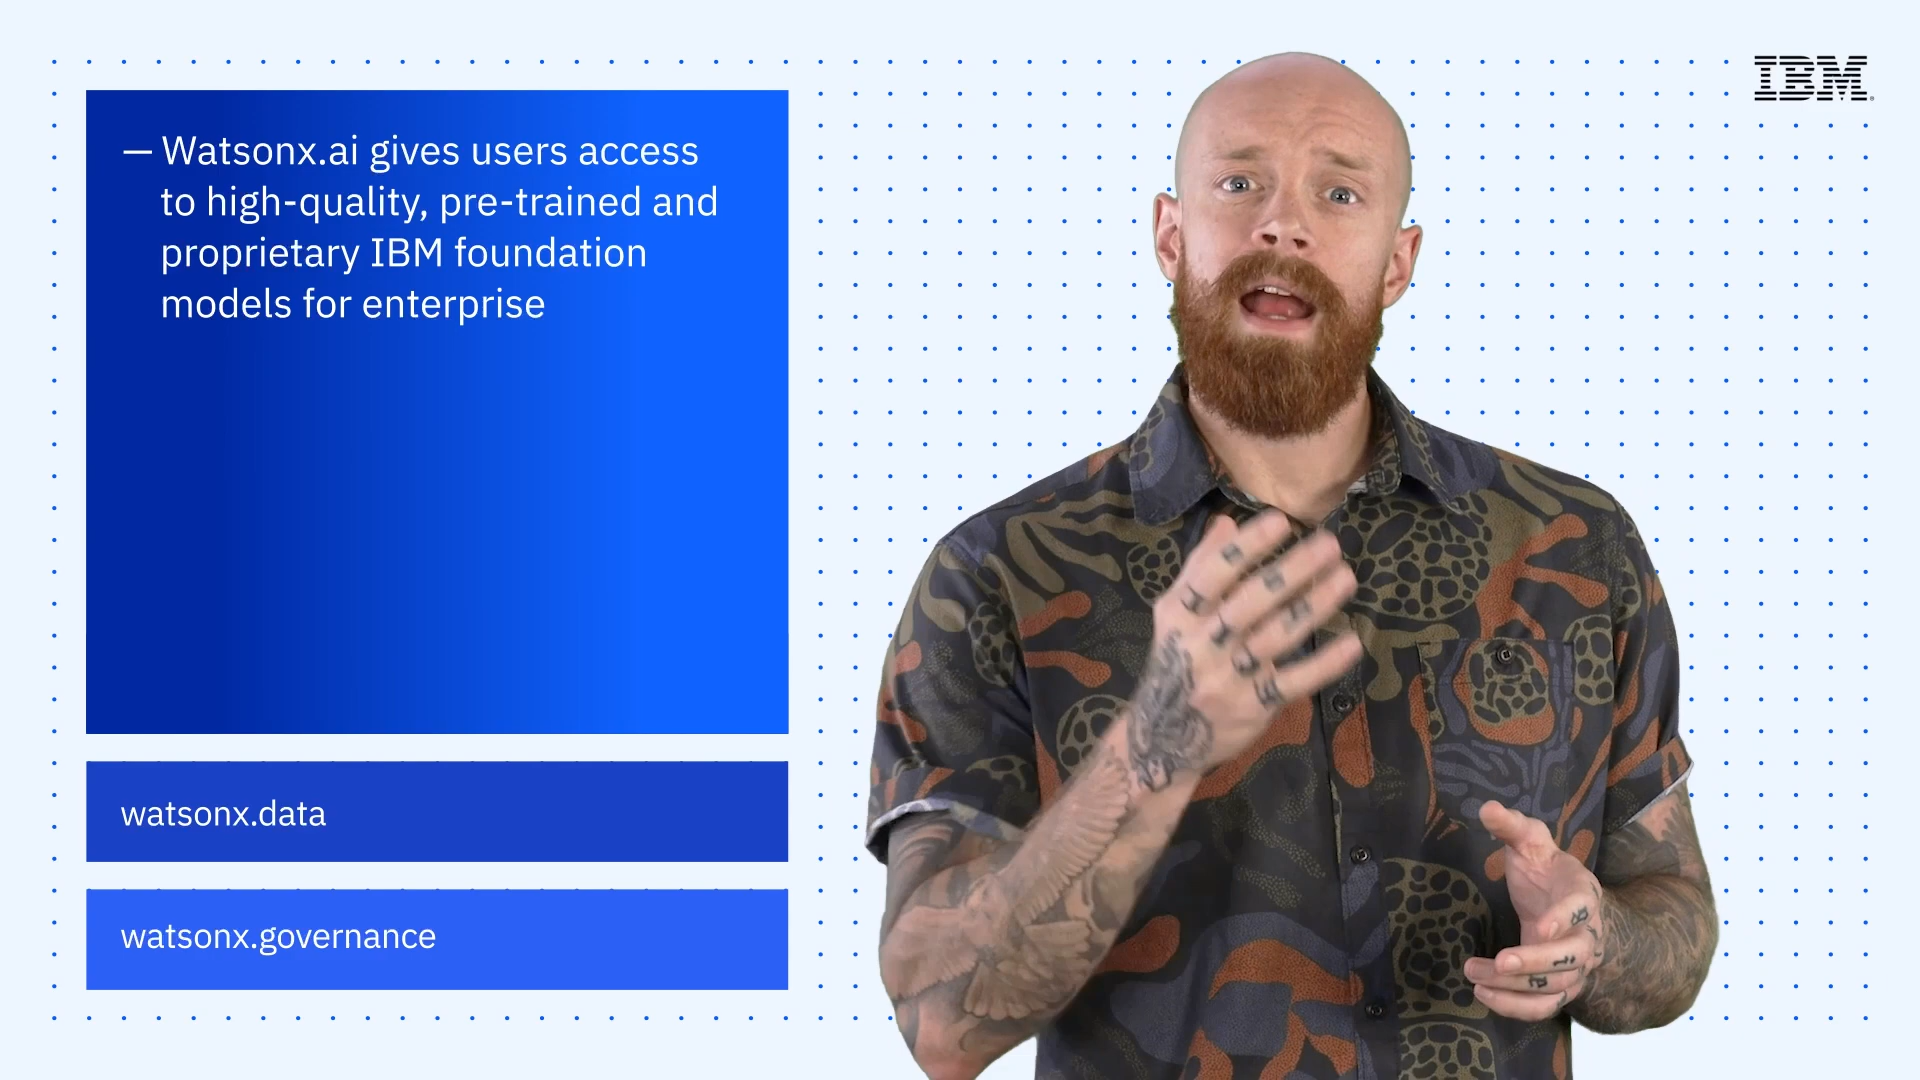 — Watsonx.ai gives users access
to high-quality, pre-trained and
proprietary IBM foundation
models for enterprise
watsonx.data
watsonx.governance
IBM